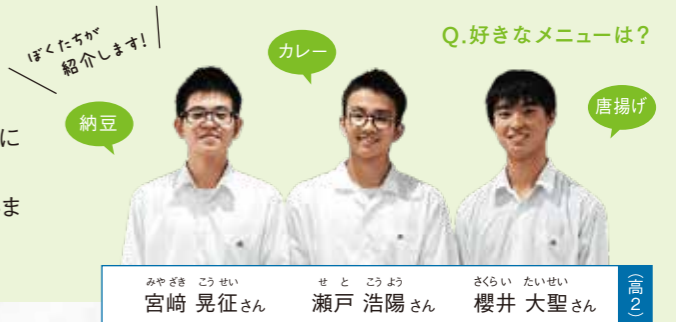 ぼくたちが
紹介します!
Q.好きなメニューは?
納豆
カレー
唐揚げ
に
ま
みやざき こうせい
宮﨑 晃征さん
せと こうよう
瀬戸 浩陽さん
さくらい たいせい
櫻井 大聖さん
(高2)